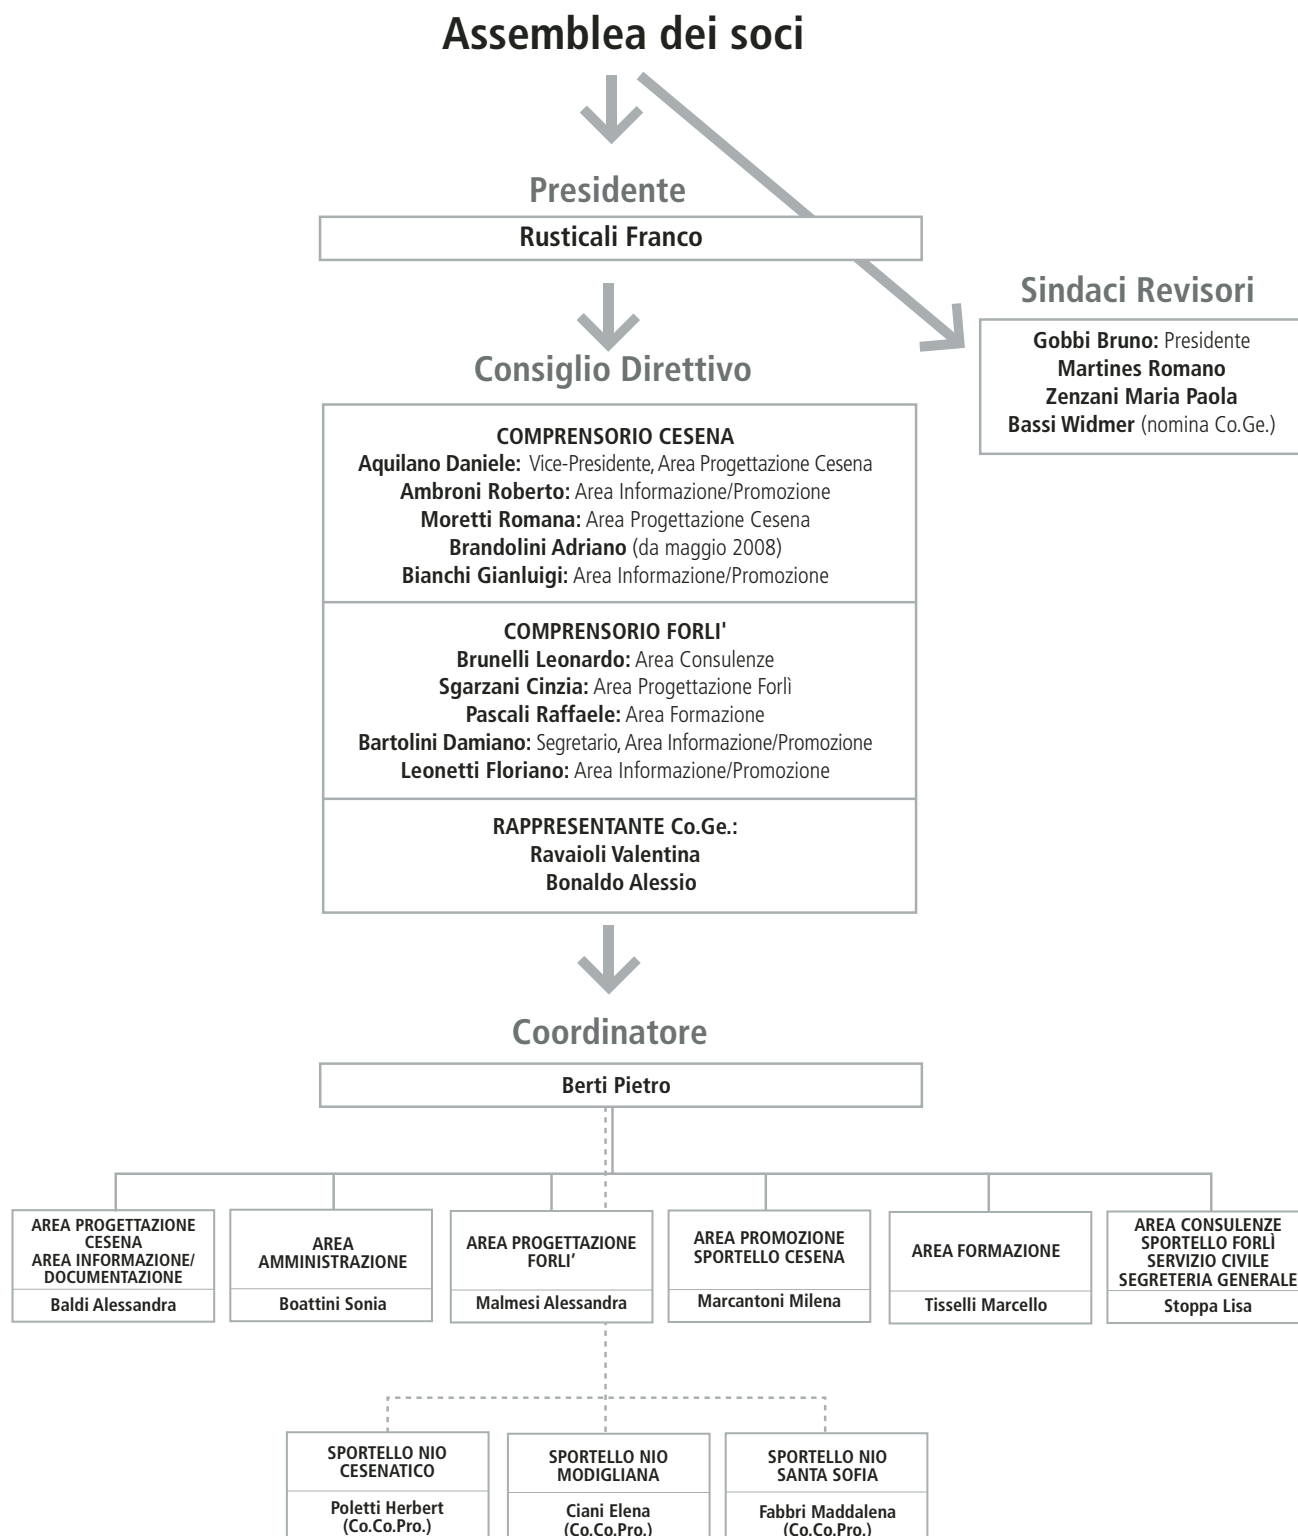 Assemblea dei soci
Presidente
Rusticali Franco
Sindaci Revisori
Gobbi Bruno: Presidente
Martines Romano
Zenzani Maria Paola
Bassi Widmer (nomina Co.Ge.)
Consiglio Direttivo
COMPRENSORIO CESENA
Aquilano Daniele: Vice-Presidente, Area Progettazione Cesena
Ambroni Roberto: Area Informazione/Promozione
Moretti Romana: Area Progettazione Cesena
Brandolini Adriano (da maggio 2008)
Bianchi Gianluigi: Area Informazione/Promozione
COMPRENSORIO FORLI'
Brunelli Leonardo: Area Consulenze
Sgarzani Cinzia: Area Progettazione Forlì
Pascali Raffaele: Area Formazione
Bartolini Damiano: Segretario, Area Informazione/Promozione
Leonetti Floriano: Area Informazione/Promozione
RAPPRESENTANTE Co.Ge.:
Ravaioli Valentina
Bonaldo Alessio
Coordinatore
Berti Pietro
AREA PROGETTAZIONE
CESENA
AREA INFORMAZIONE/
DOCUMENTAZIONE
Baldi Alessandra
AREA
AMMINISTRAZIONE
Boattini Sonia
AREA PROGETTAZIONE
FORLI’
Malmesi Alessandra
AREA PROMOZIONE
SPORTELLO CESENA
Marcantoni Milena
AREA FORMAZIONE
Tisselli Marcello
AREA CONSULENZE
SPORTELLO FORLÌ
SERVIZIO CIVILE
SEGRETERIA GENERALE
Stoppa Lisa
SPORTELLO NIO
CESENATICO
Poletti Herbert
(Co.Co.Pro.)
SPORTELLO NIO
MODIGLIANA
Ciani Elena
(Co.Co.Pro.)
SPORTELLO NIO
SANTA SOFIA
Fabbri Maddalena
(Co.Co.Pro.)